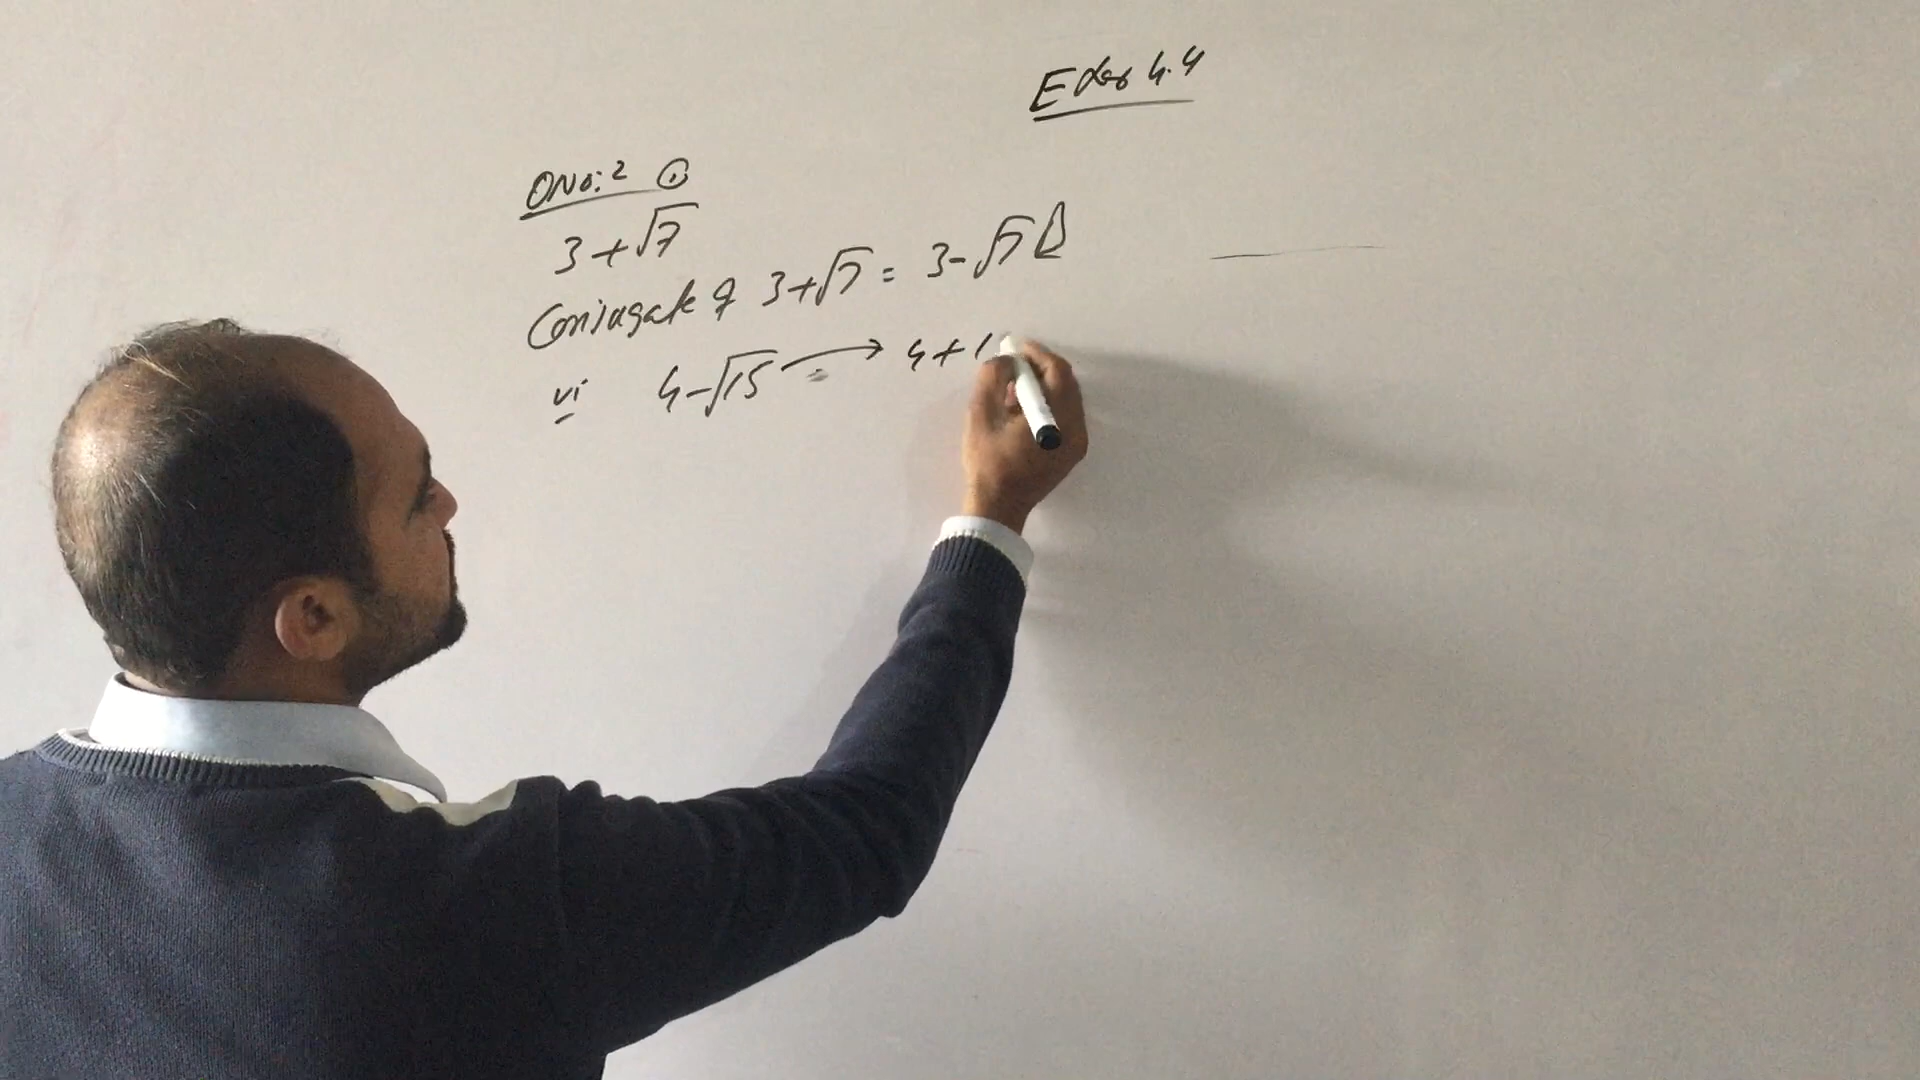 Exer 4.4
QNo:2 i
3+√7
Conjugate of 3+√7 = 3-√7
vi 4-√15 → 4+